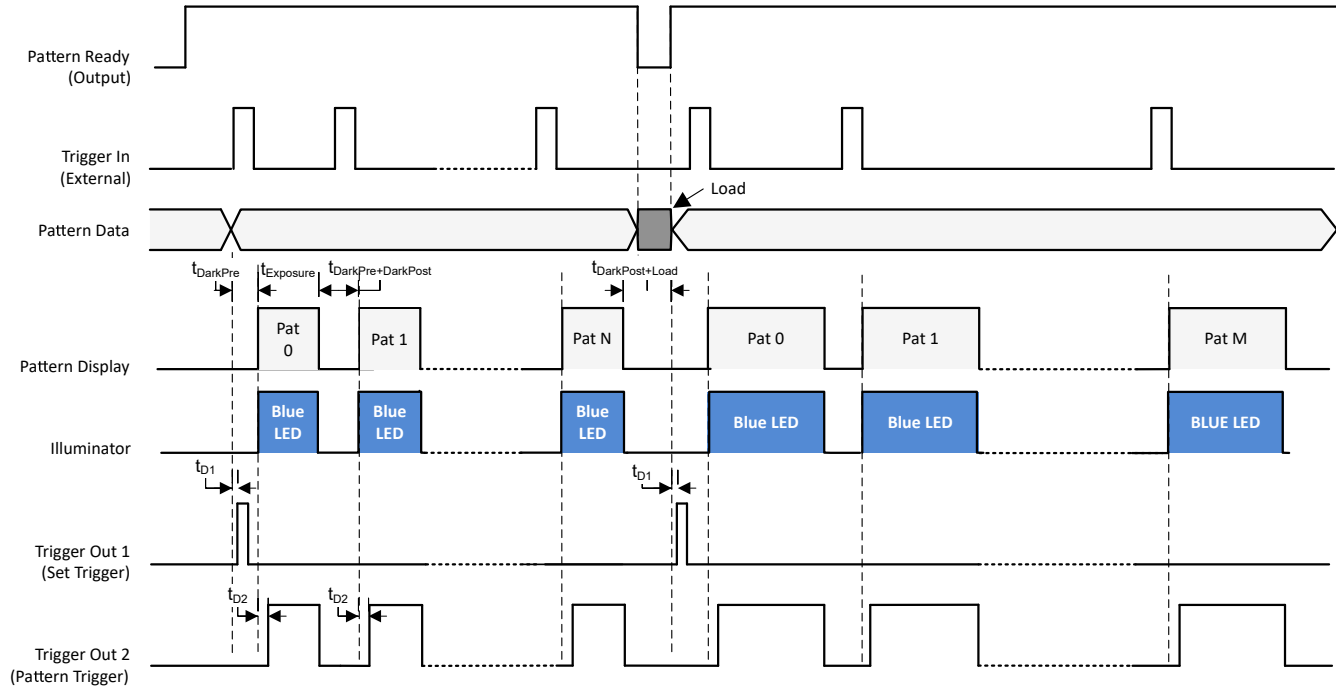 Pattern Ready
(Output)
Trigger In
(External)
Load
Pattern Data
tDarkPre
tExposure
tDarkPre+DarkPost
tDarkPost+Load
Pat
0
Pat 1
Pat N
Pat 0
Pat 1
Pat M
Pattern Display
Blue
LED
Blue
LED
Blue
LED
Blue LED
Blue LED
BLUE LED
Illuminator
tD1
tD1
Trigger Out 1
(Set Trigger)
tD2
tD2
Trigger Out 2
(Pattern Trigger)